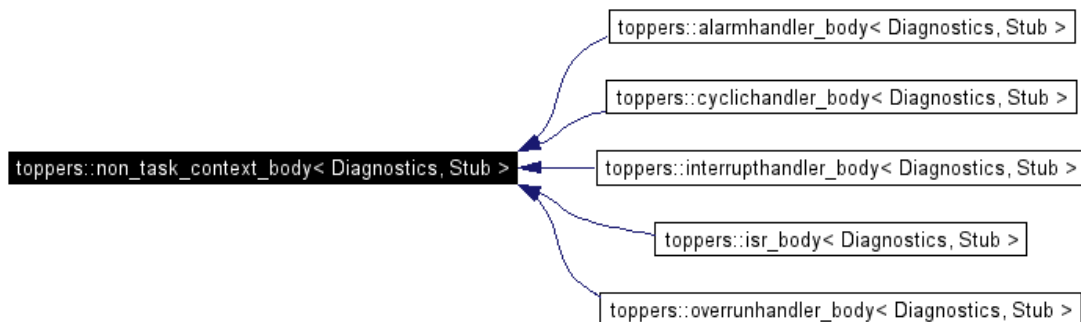 toppers::alarmhandler_body< Diagnostics, Stub >
toppers::cyclichandler_body< Diagnostics, Stub >
toppers::non_task_context_body< Diagnostics, Stub >
toppers::interrupthandler_body< Diagnostics, Stub >
toppers::isr_body< Diagnostics, Stub >
toppers::overrunhandler_body< Diagnostics, Stub >